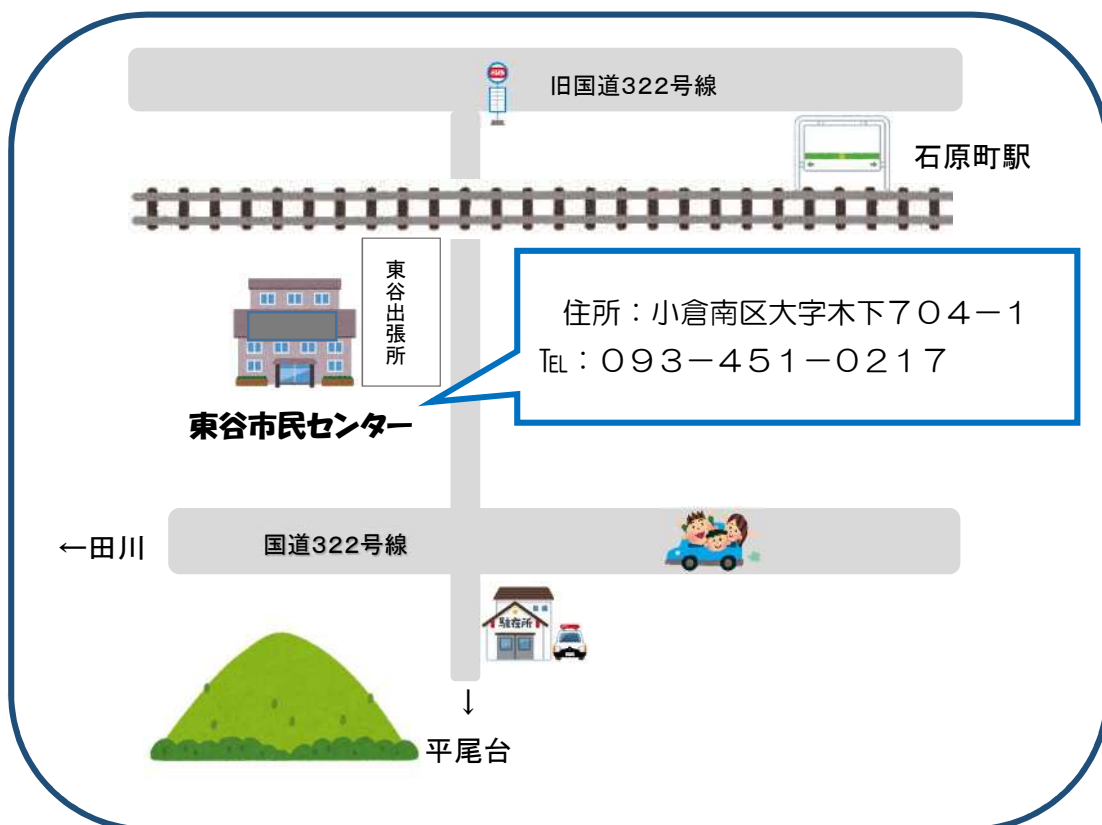 旧国道322号線
石原町駅
東谷出張所
住所：小倉南区大字木下７０４－１
℡：０９３－４５１－０２１７
東谷市民センター
←田川
国道322号線
駐在所
↓
平尾台